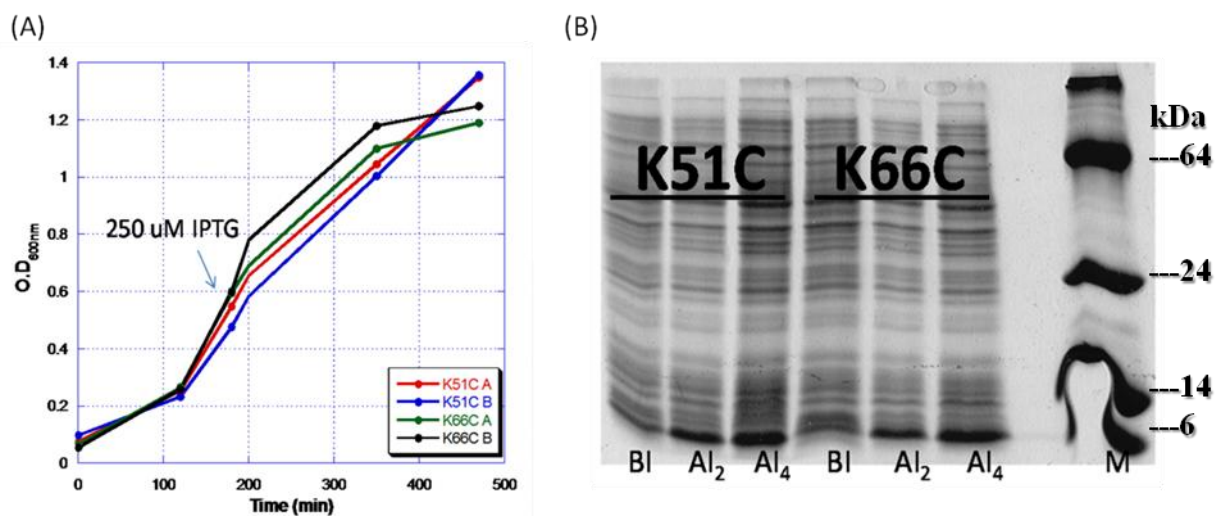 (A)
(B)
1.4
1.2
1
0.8
0.6
0.4
0.2
0
O.D600nm
250 uM IPTG
K51C A
K51C B
K66C A
K66C B
0 100 200 300 400 500
Time (min)
K51C K66C
kDa
---64
---24
---14
---6
BI AI2 AI4 BI AI2 AI4 M